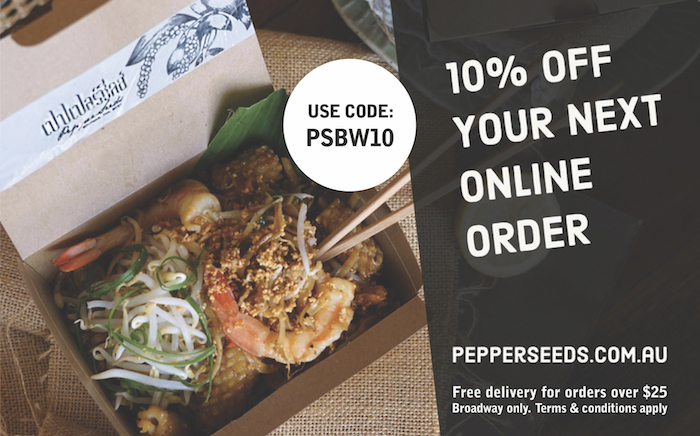 USE CODE:
PSBW10
10% OFF
YOUR NEXT
ONLINE
ORDER
PEPPERSEEDS.COM.AU
Free delivery for orders over $25
Broadway only. Terms & conditions apply